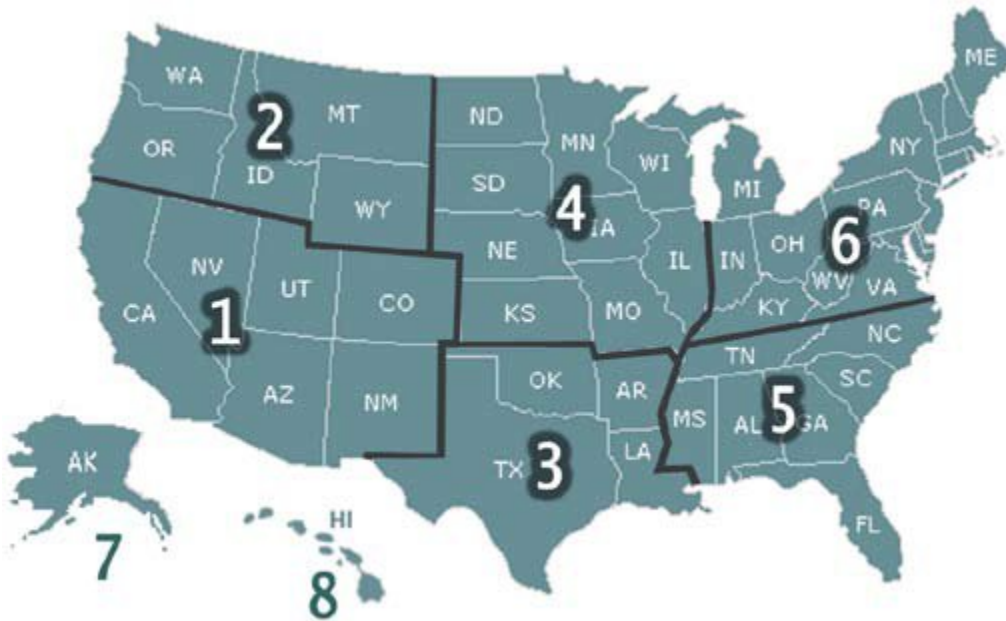 WA
MT
ND
ME
OR
2
ID
MN
WI
NY
SD
MI
WY
4
PA
IA
6
NE
OH
NV
IL
IN
UT
WV
VA
CO
CA
1
KS
MO
KY
NC
TN
OK
AR
SC
AZ
NM
MS
5
AL
GA
LA
TX
3
AK
HI
FL
7
8